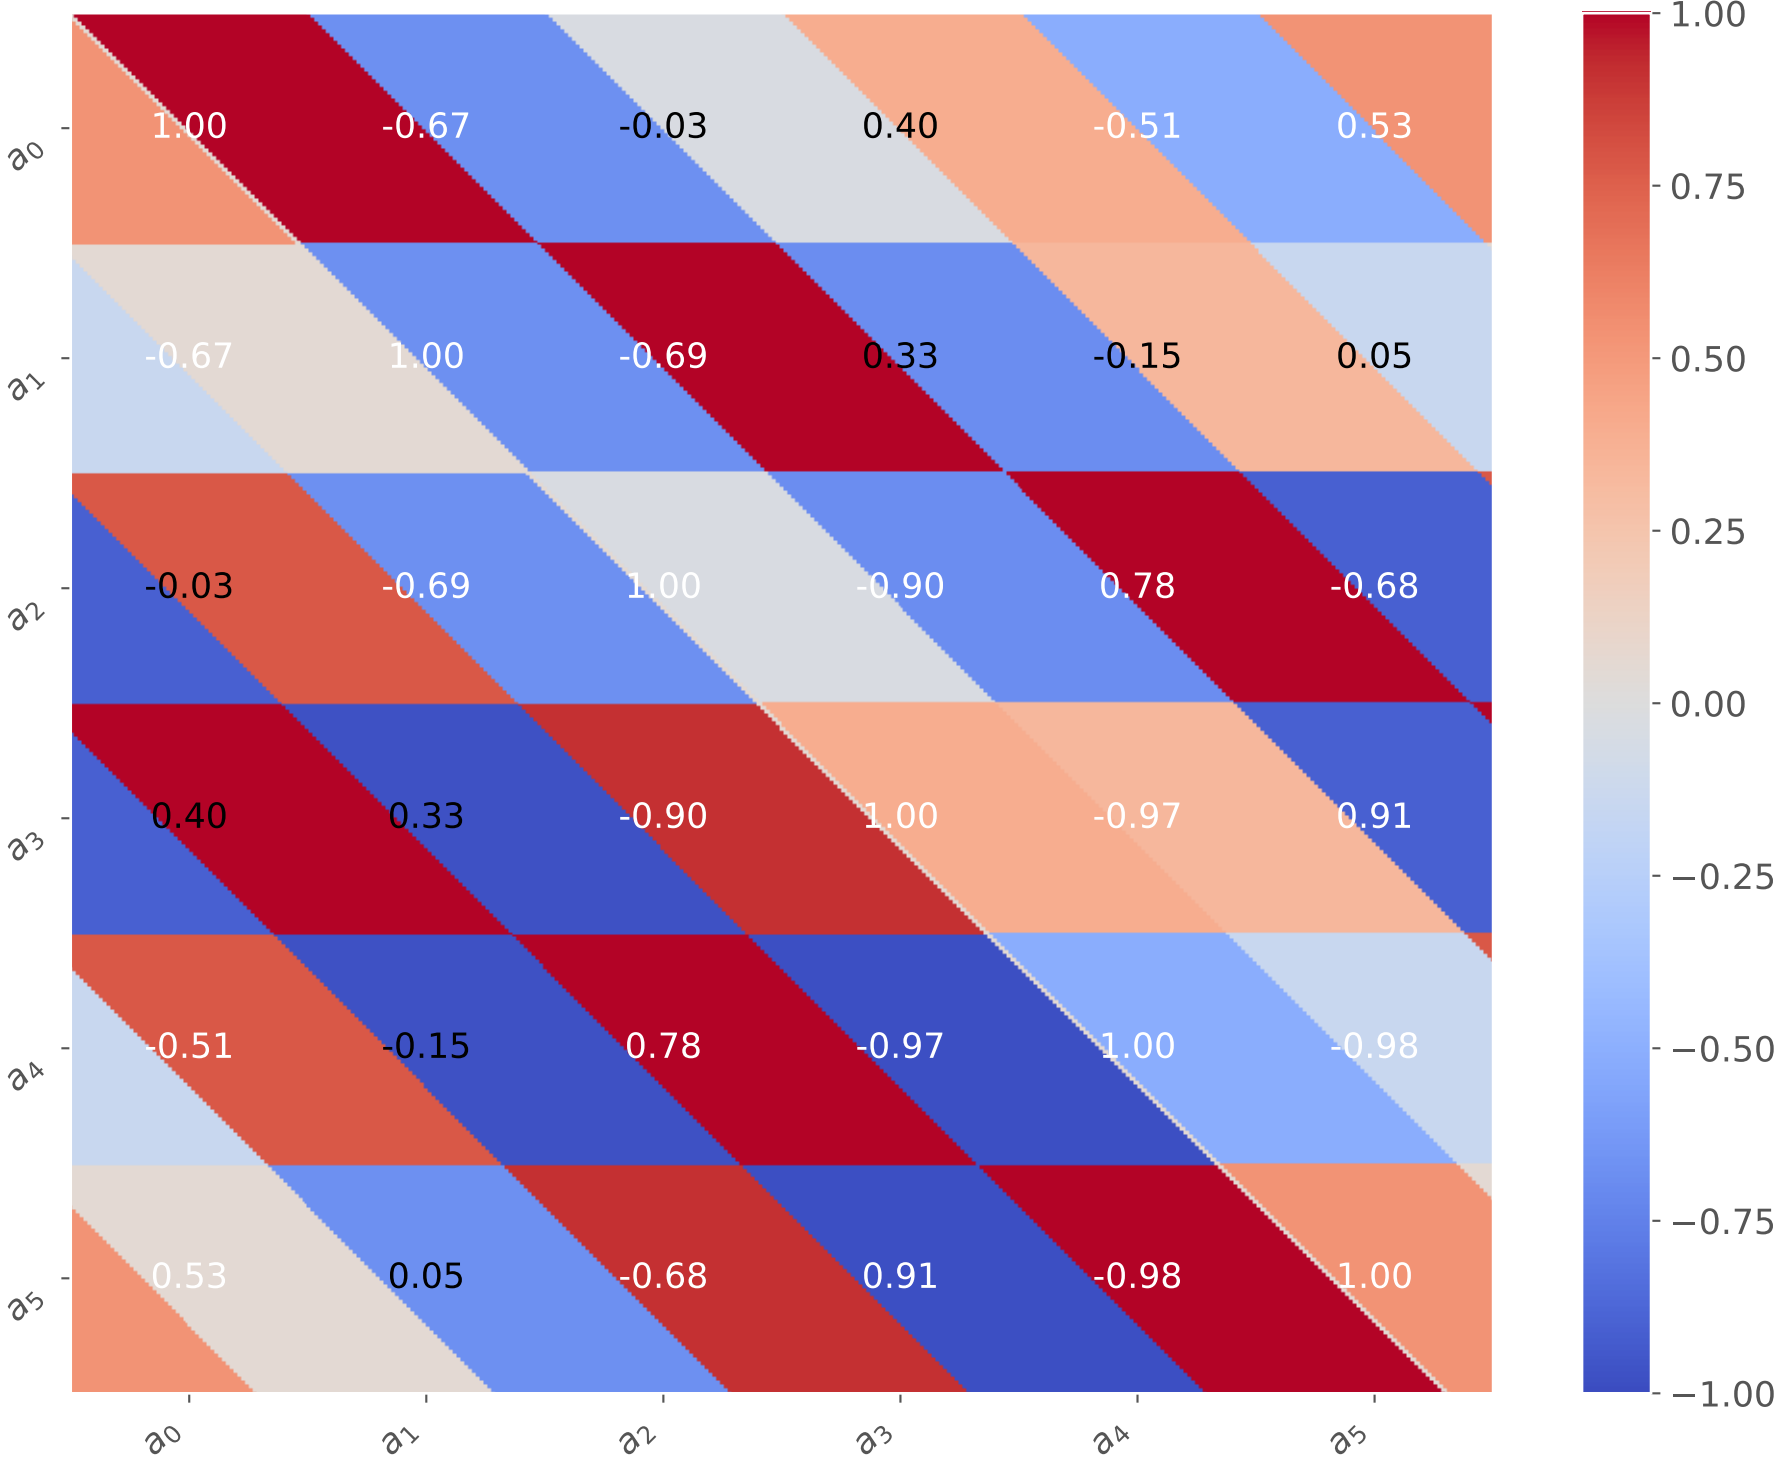 1.00
a0 1.00 -0.67 -0.03 0.40 -0.51 0.53
0.75
a1 -0.67 1.00 -0.69 0.33 -0.15 0.05
0.50
0.25
a2 -0.03 -0.69 1.00 -0.90 0.78 -0.68
0.00
a3 0.40 0.33 -0.90 1.00 -0.97 0.91
−0.25
a4 -0.51 -0.15 0.78 -0.97 1.00 -0.98
−0.50
−0.75
a5 0.53 0.05 -0.68 0.91 -0.98 1.00
−1.00
a0 a1 a2 a3 a4 a5